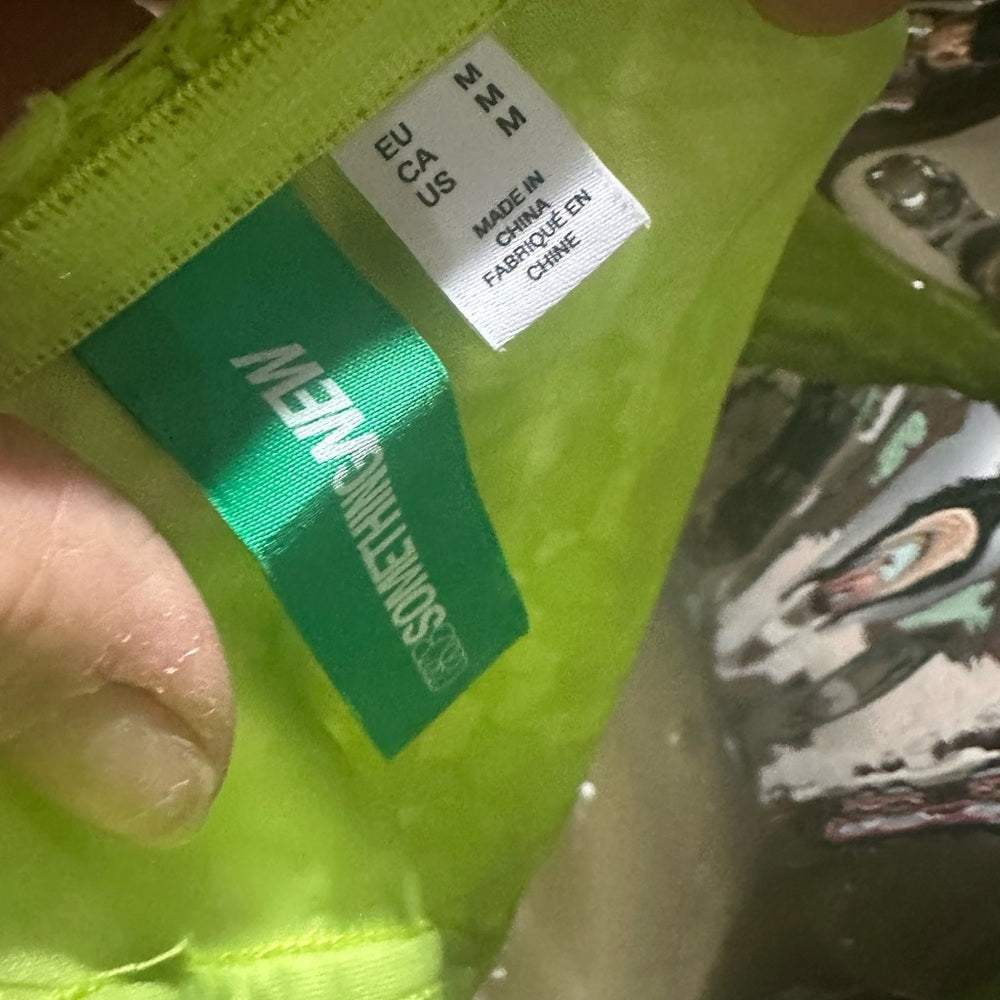 EU M
CA M
US M
MADE IN
CHINA
FABRIQUÉ EN
CHINE
SOMETHINGNEW